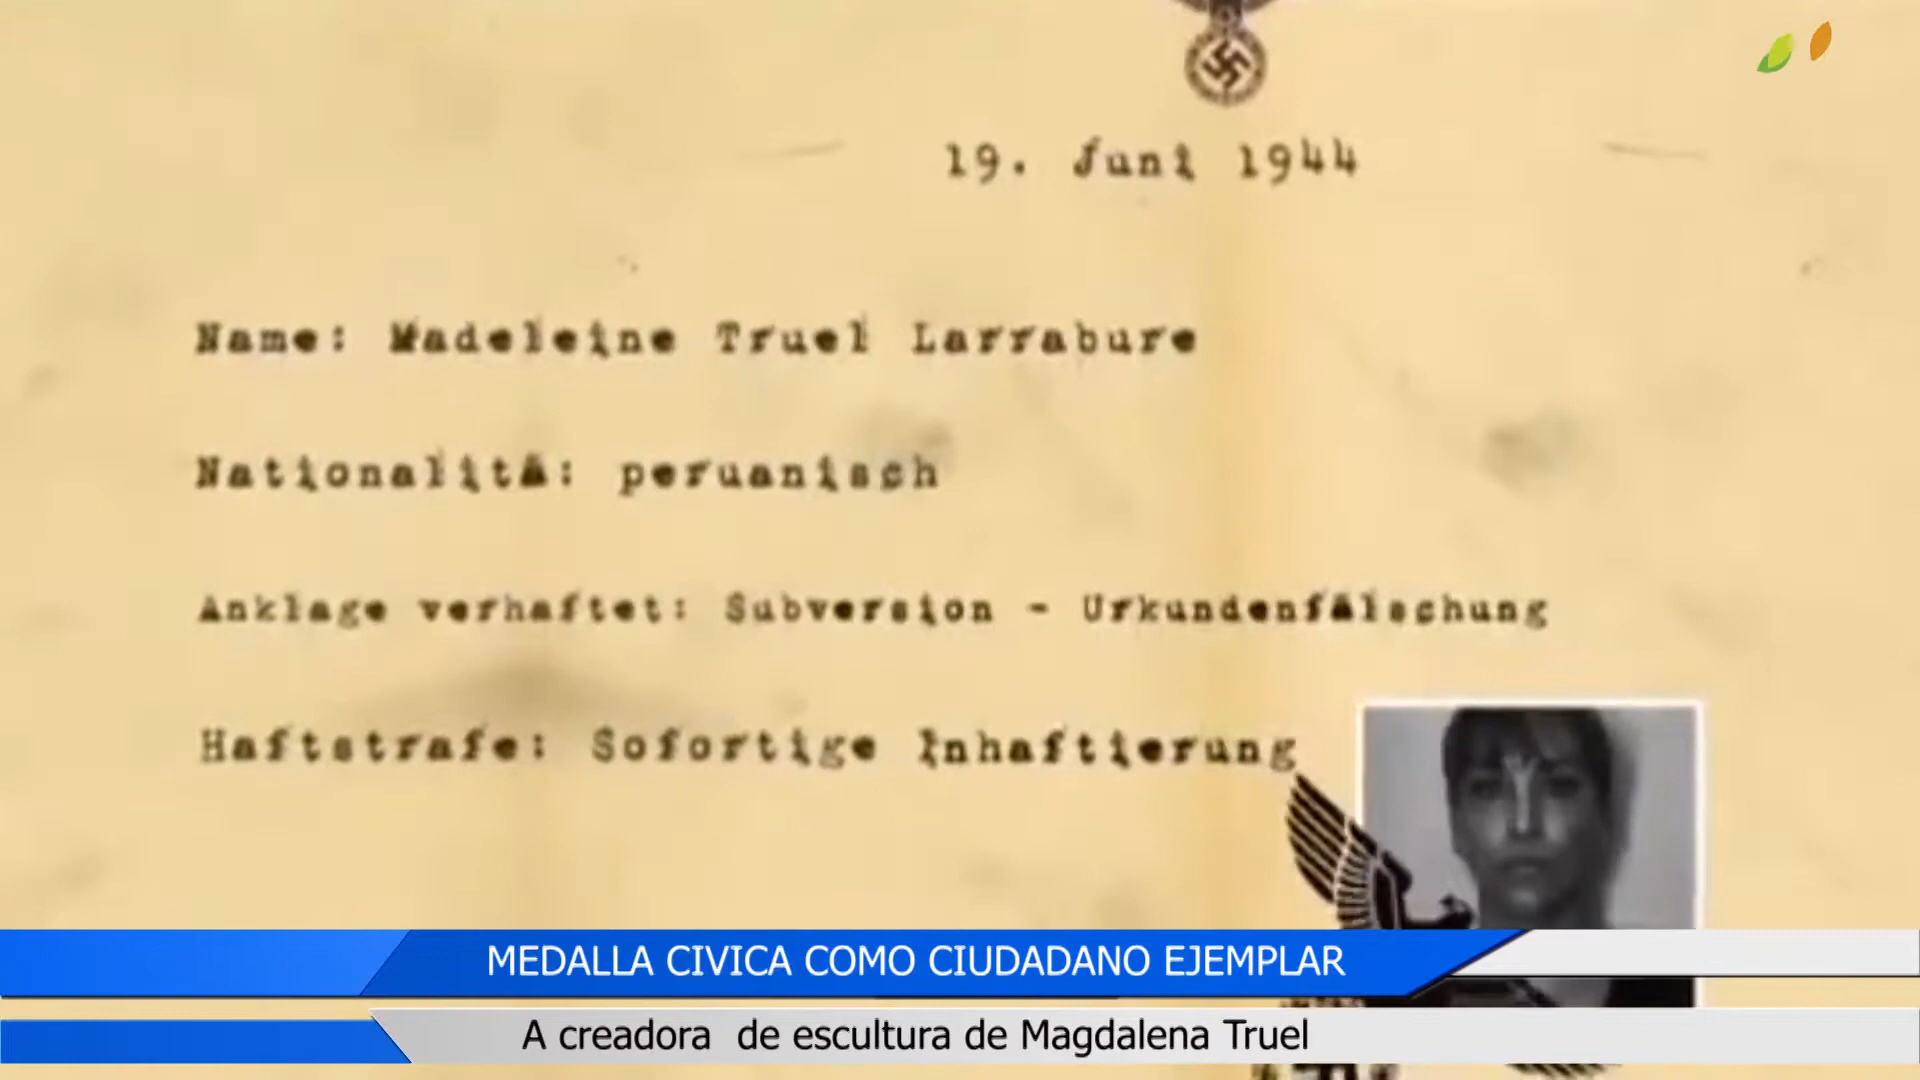 19. Juni 1944
Name: Madeleine Truel Larrabure
Nationalitä: peruanisch
Anklage verhaftet: Subversion - Urkundenfälschung
Haftstrafe: Sofortige Inhaftierung
MEDALLA CIVICA COMO CIUDADANO EJEMPLAR
A creadora de escultura de Magdalena Truel